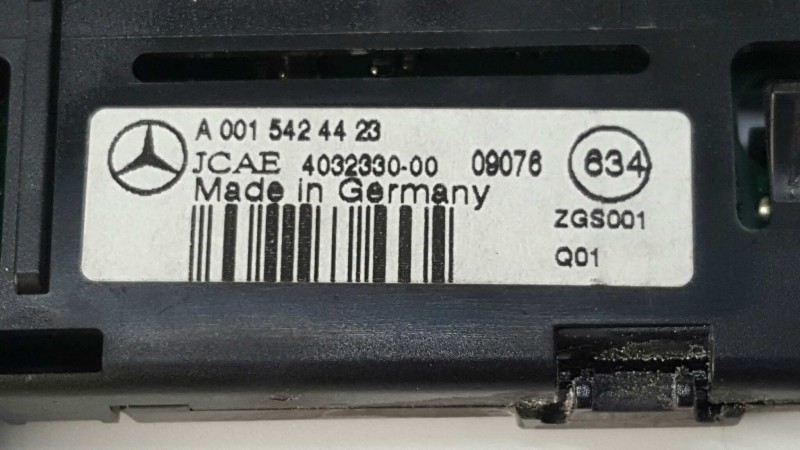 A 001 542 44 23
JCAE 4032330-00 09076
634
Made in Germany
ZGS001
Q01